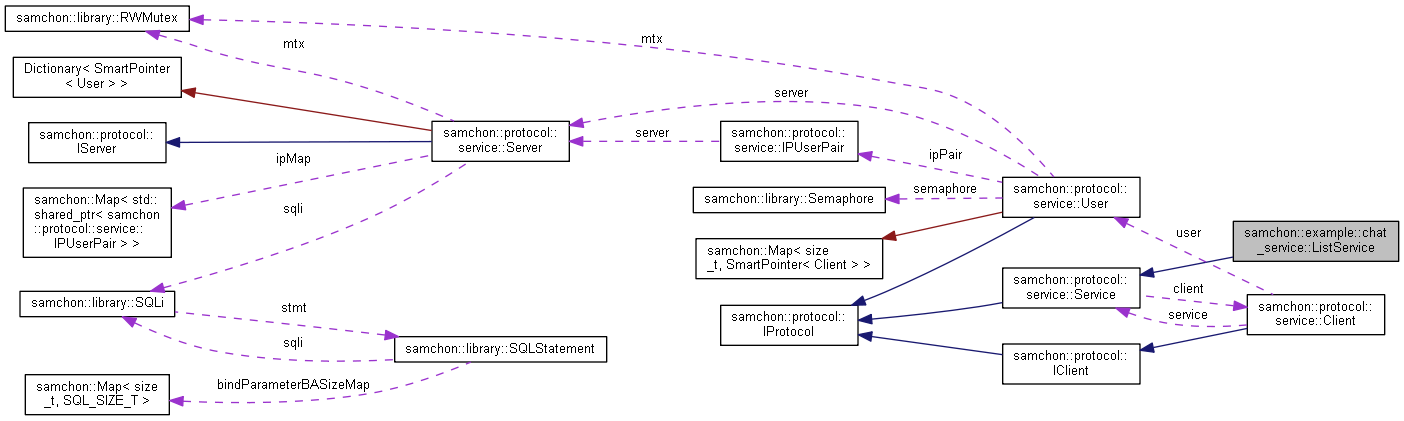 samchon::library::RWMutex
mtx
mtx
Dictionary< SmartPointer
< User > >
server
samchon::protocol::
service::Server
server
samchon::protocol::
service::IPUserPair
samchon::protocol::
IServer
ipMap
ipPair
samchon::Map< std::
shared_ptr< samchon
::protocol::service::
IPUserPair > >
sqli
samchon::library::Semaphore
semaphore
samchon::protocol::
service::User
user
samchon::example::chat
_service::ListService
samchon::Map< size
_t, SmartPointer< Client > >
samchon::protocol::
service::Service
client
service
samchon::protocol::
service::Client
samchon::library::SQLi
stmt
sqli
samchon::protocol::
IProtocol
samchon::library::SQLStatement
samchon::protocol::
IClient
bindParameterBASizeMap
samchon::Map< size
_t, SQL_SIZE_T >